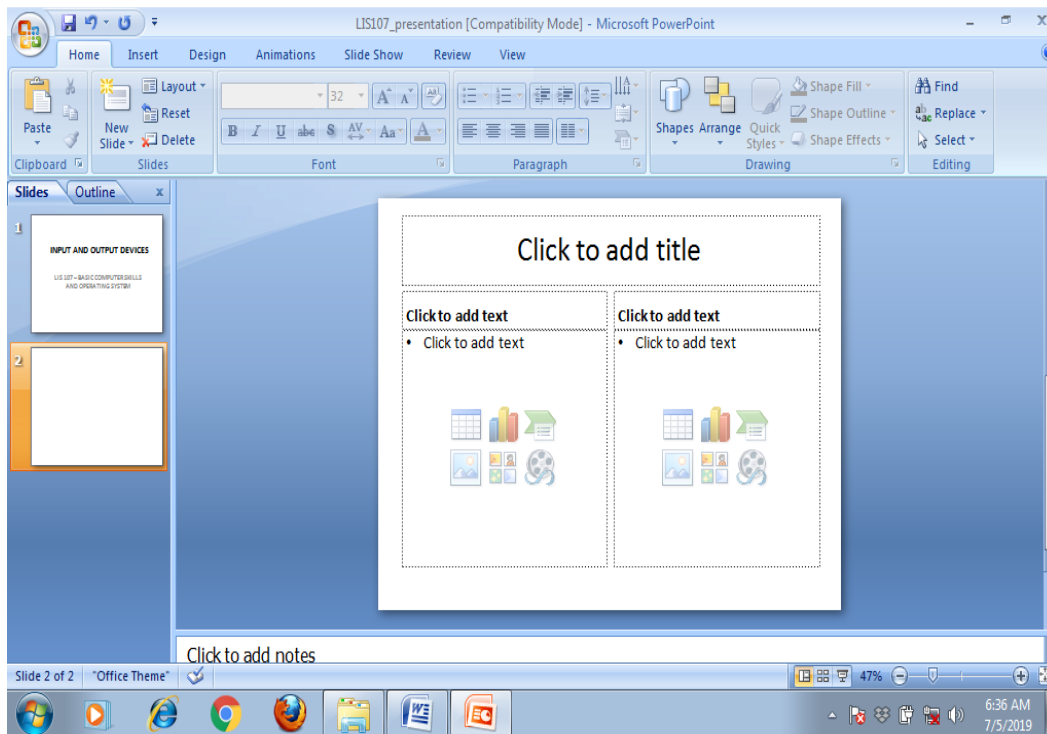 LIS107_presentation [Compatibility Mode] - Microsoft PowerPoint
Home Insert Design Animations Slide Show Review View
Paste
Clipboard
New Slide
Layout
Reset
Delete
Slides
32
A A
B I U abe S AV Aa A
Font
Paragraph
Shapes
Arrange
Quick Styles
Shape Fill
Shape Outline
Shape Effects
Drawing
Find
Replace
Select
Editing
Slides Outline x
1
INPUT AND OUTPUT DEVICES
LIS 107 – BASIC COMPUTER SKILLS
AND OPERATING SYSTEM
2
Click to add title
Click to add text
• Click to add text
Click to add text
• Click to add text
Click to add notes
Slide 2 of 2 "Office Theme" 47%
6:36 AM
7/5/2019